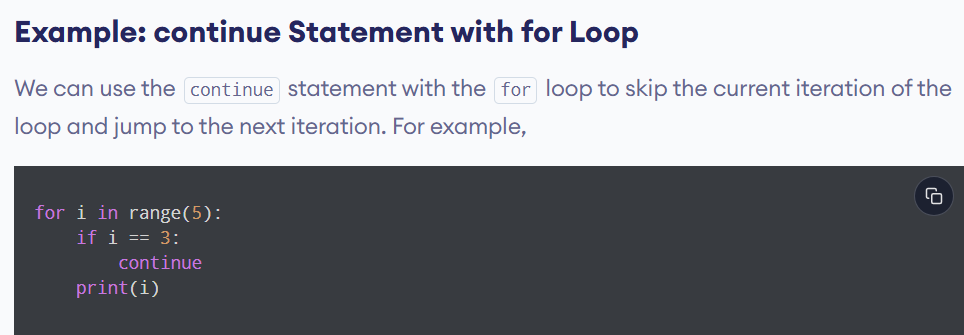 Example: continue Statement with for Loop
We can use the continue statement with the for loop to skip the current iteration of the
loop and jump to the next iteration. For example,
for i in range(5):
    if i == 3:
        continue
    print(i)